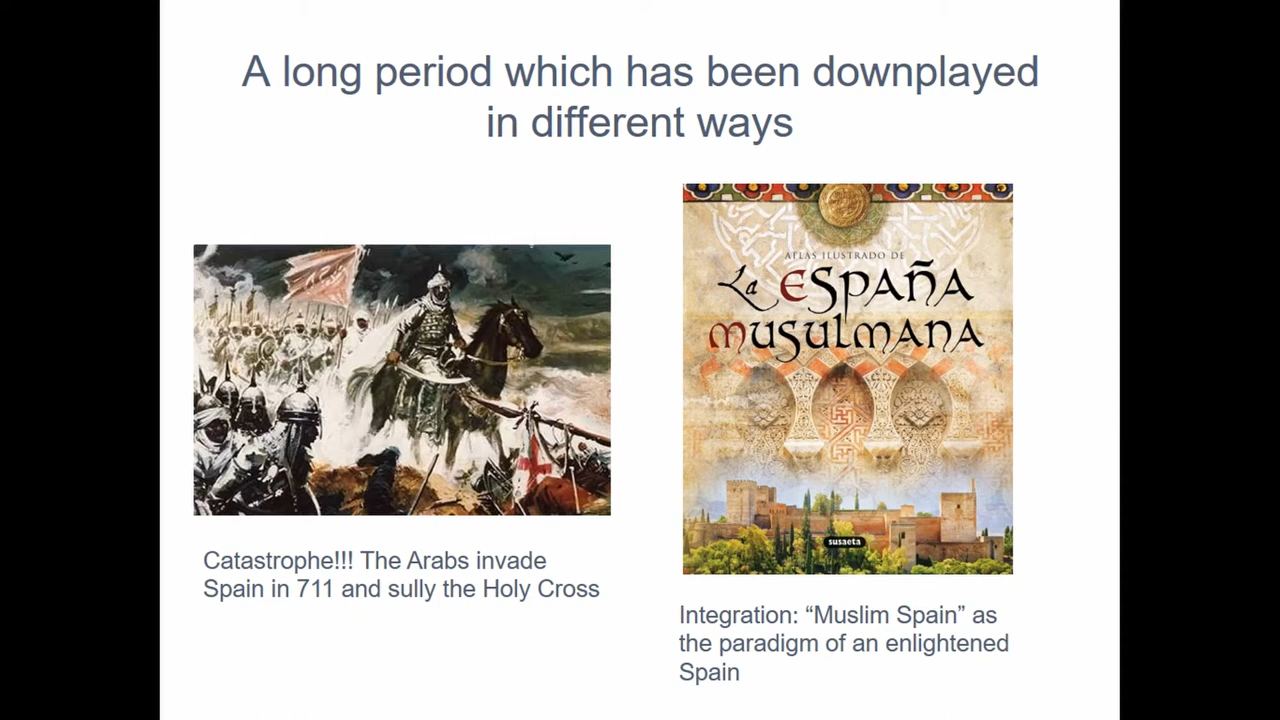 A long period which has been downplayed
in different ways
ATLAS ILUSTRADO DE
La ESPAÑA
MUSULMANA
susaeta
Catastrophe!!! The Arabs invade
Spain in 711 and sully the Holy Cross
Integration: “Muslim Spain” as
the paradigm of an enlightened
Spain